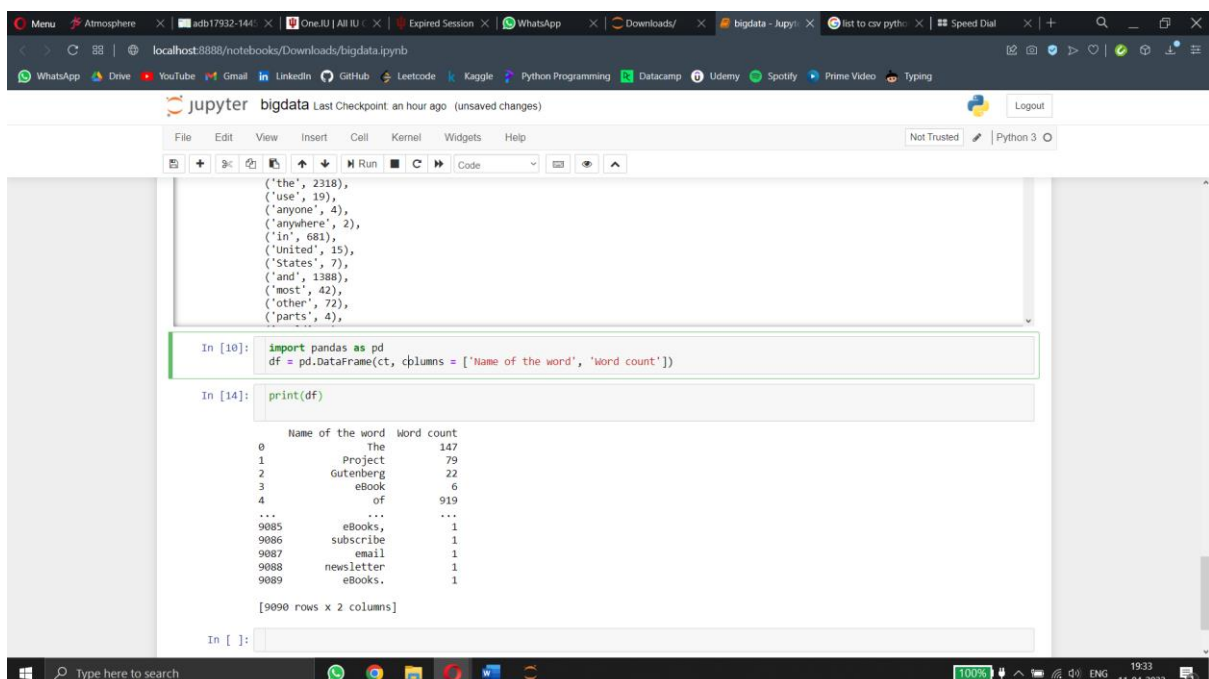 Menu Atmosphere adb17932-1445 One.IU | All IU C Expired Session WhatsApp Downloads/ bigdata - Jupyt list to csv pytho Speed Dial
localhost:8888/notebooks/Downloads/bigdata.ipynb
WhatsApp Drive YouTube Gmail LinkedIn GitHub Leetcode Kaggle Python Programming Datacamp Udemy Spotify Prime Video Typing
jupyter bigdata Last Checkpoint: an hour ago (unsaved changes) Logout
File Edit View Insert Cell Kernel Widgets Help Not Trusted Python 3
Run Code
('the', 2318),
('use', 19),
('anyone', 4),
('anywhere', 2),
('in', 681),
('United', 15),
('States', 7),
('and', 1388),
('most', 42),
('other', 72),
('parts', 4),
In [10]: import pandas as pd
df = pd.DataFrame(ct, columns = ['Name of the word', 'Word count'])
In [14]: print(df)
Name of the word Word count
0 The 147
1 Project 79
2 Gutenberg 22
3 eBook 6
4 of 919
... ... ...
9085 eBooks, 1
9086 subscribe 1
9087 email 1
9088 newsletter 1
9089 eBooks. 1
[9090 rows x 2 columns]
In [ ]:
Type here to search 100% ENG 19:33